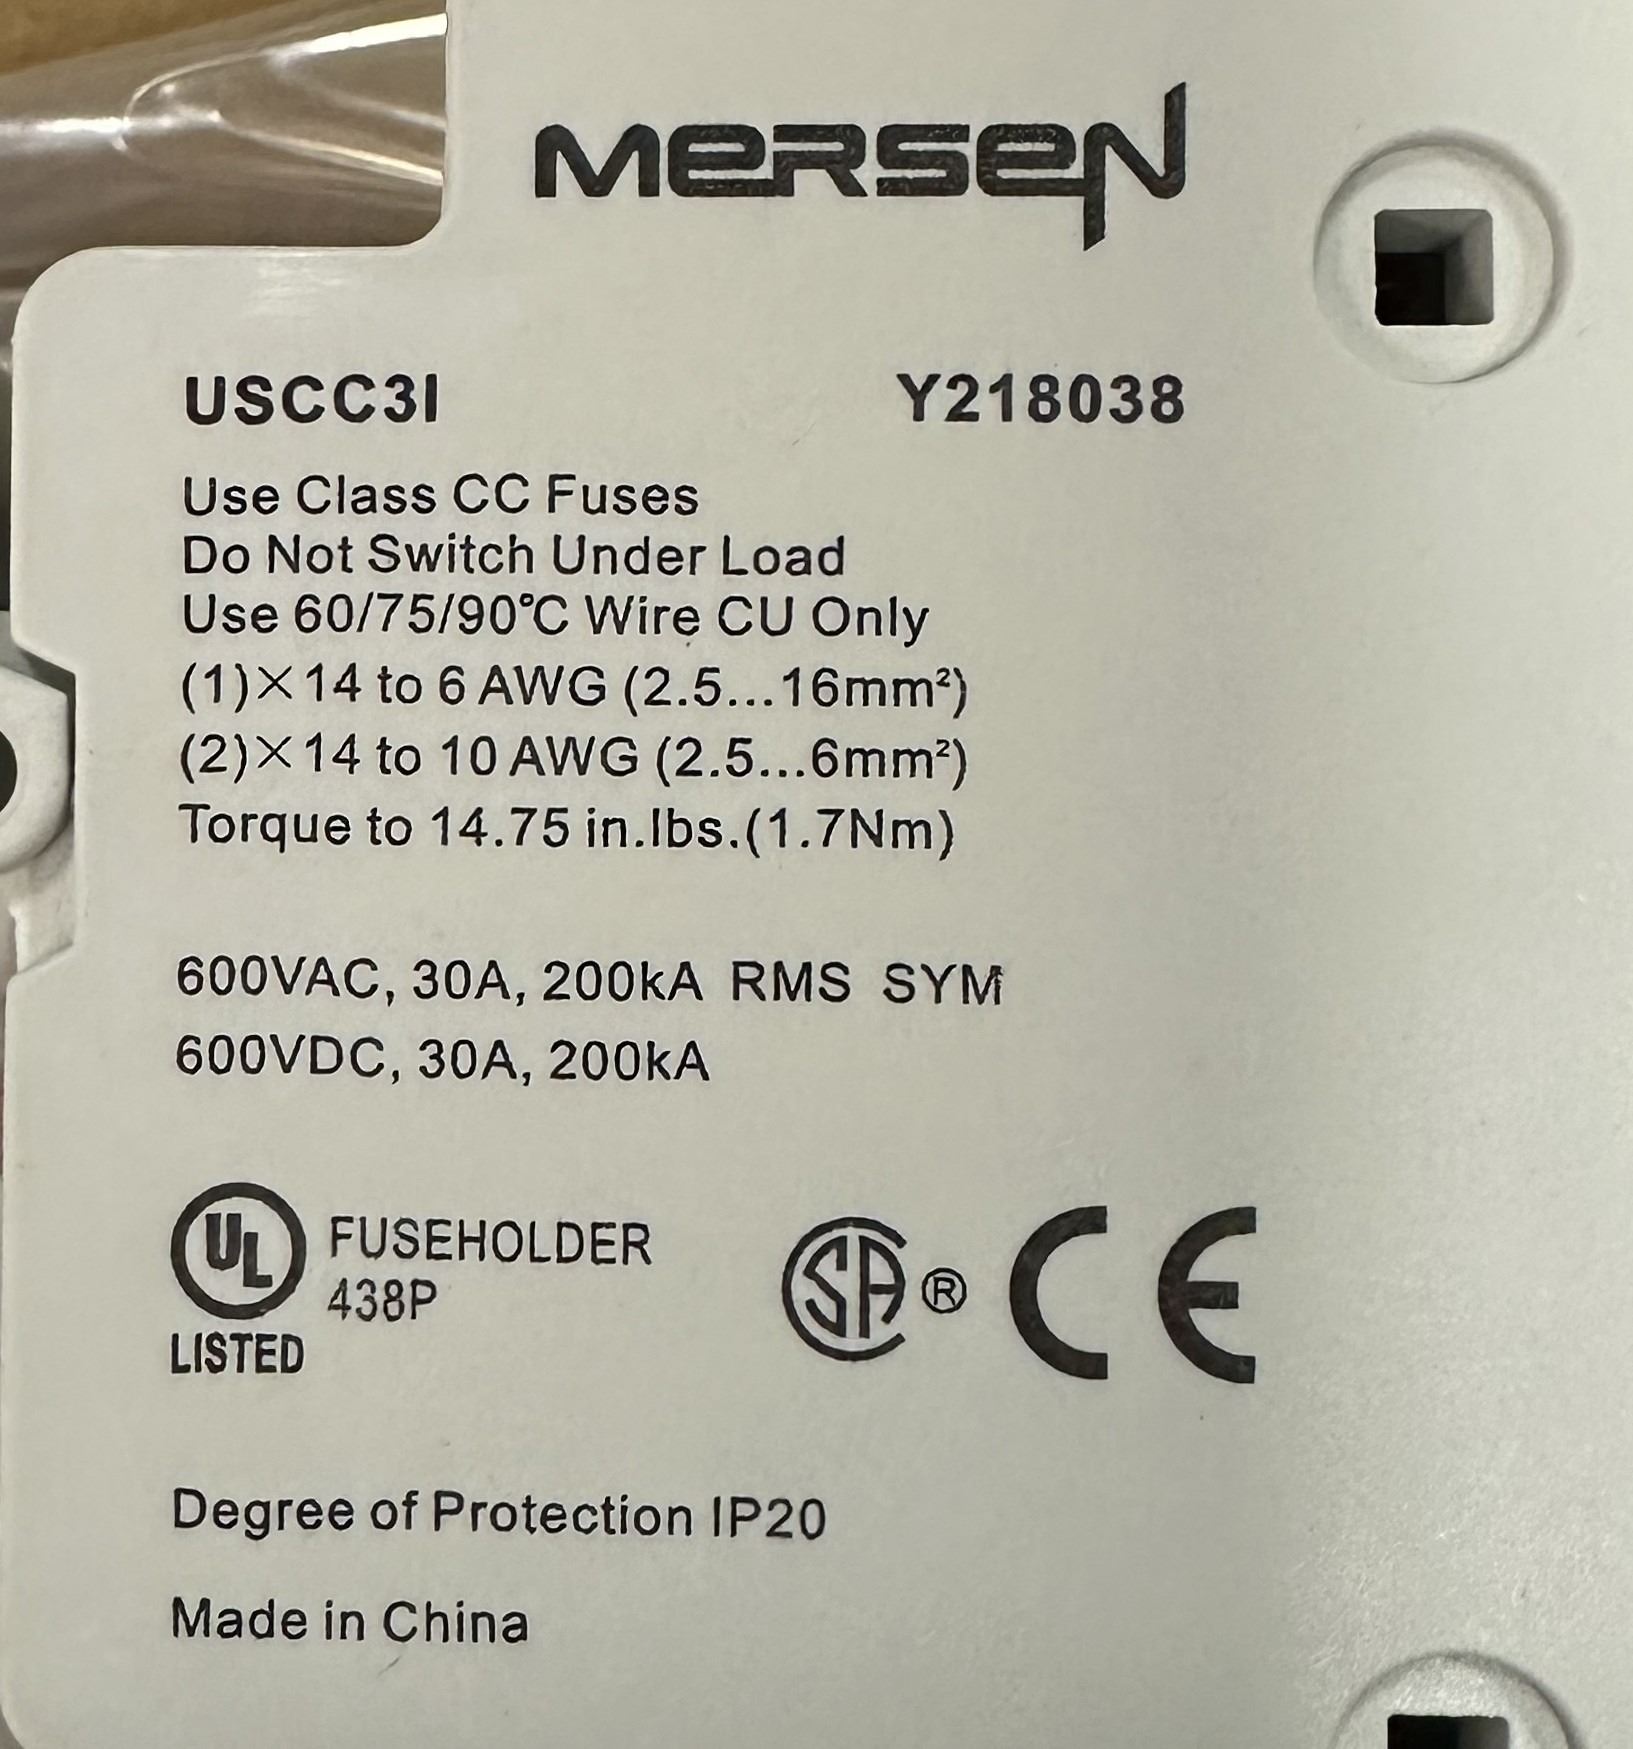 MERSEN
USCC3I Y218038
Use Class CC Fuses
Do Not Switch Under Load
Use 60/75/90℃ Wire CU Only
(1)×14 to 6 AWG (2.5...16mm²)
(2)×14 to 10 AWG (2.5...6mm²)
Torque to 14.75 in.lbs.(1.7Nm)
600VAC, 30A, 200kA RMS SYM
600VDC, 30A, 200kA
UL FUSEHOLDER
438P
LISTED
SA ® CE
Degree of Protection IP20
Made in China